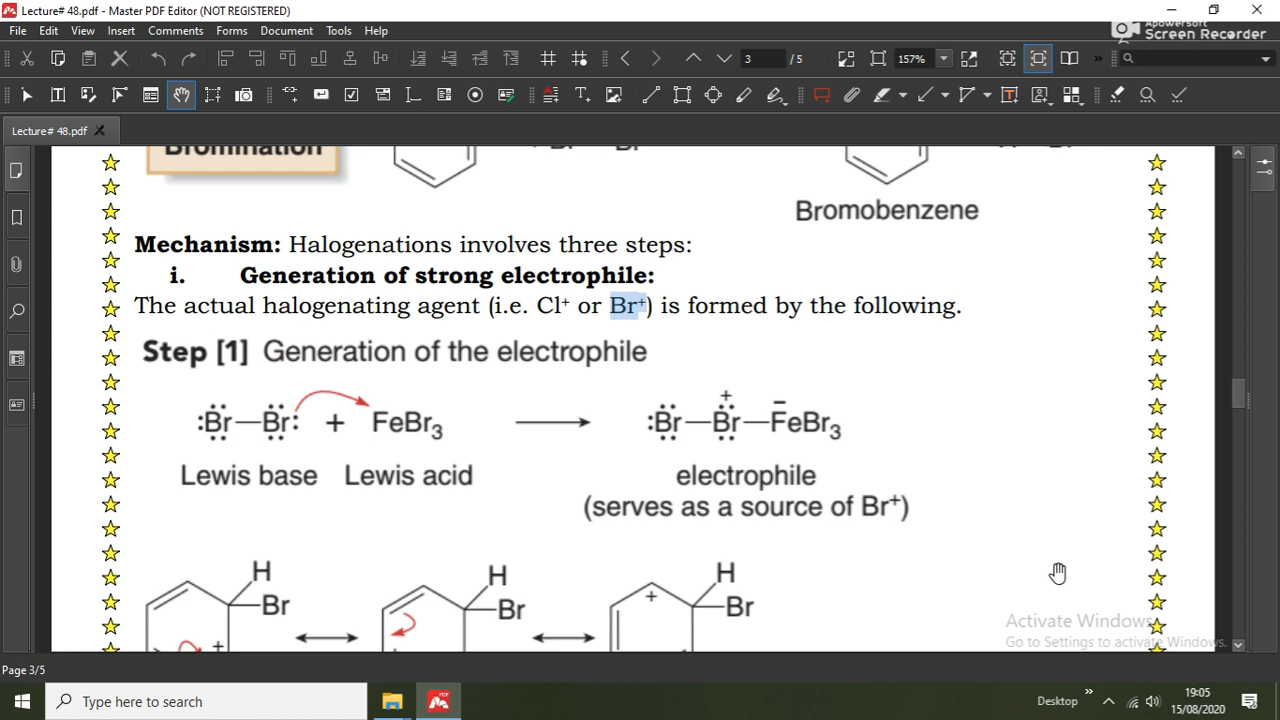 Lecture# 48.pdf - Master PDF Editor (NOT REGISTERED)
File Edit View Insert Comments Forms Document Tools Help
Apowersoft
Screen Recorder
3 / 5
157%
Lecture# 48.pdf
Bromination
Bromobenzene
Mechanism: Halogenations involves three steps:
i. Generation of strong electrophile:
The actual halogenating agent (i.e. Cl⁺ or Br⁺) is formed by the following.
Step [1] Generation of the electrophile
:Br—Br: + FeBr₃ ⟶ :Br—Br⁺—Fe⁻Br₃
Lewis base Lewis acid electrophile
(serves as a source of Br⁺)
H H H
Br ⟷ Br ⟷ Br
+ +
Activate Windows
Go to Settings to activate Windows.
Page 3/5
Type here to search
Desktop
19:05
15/08/2020